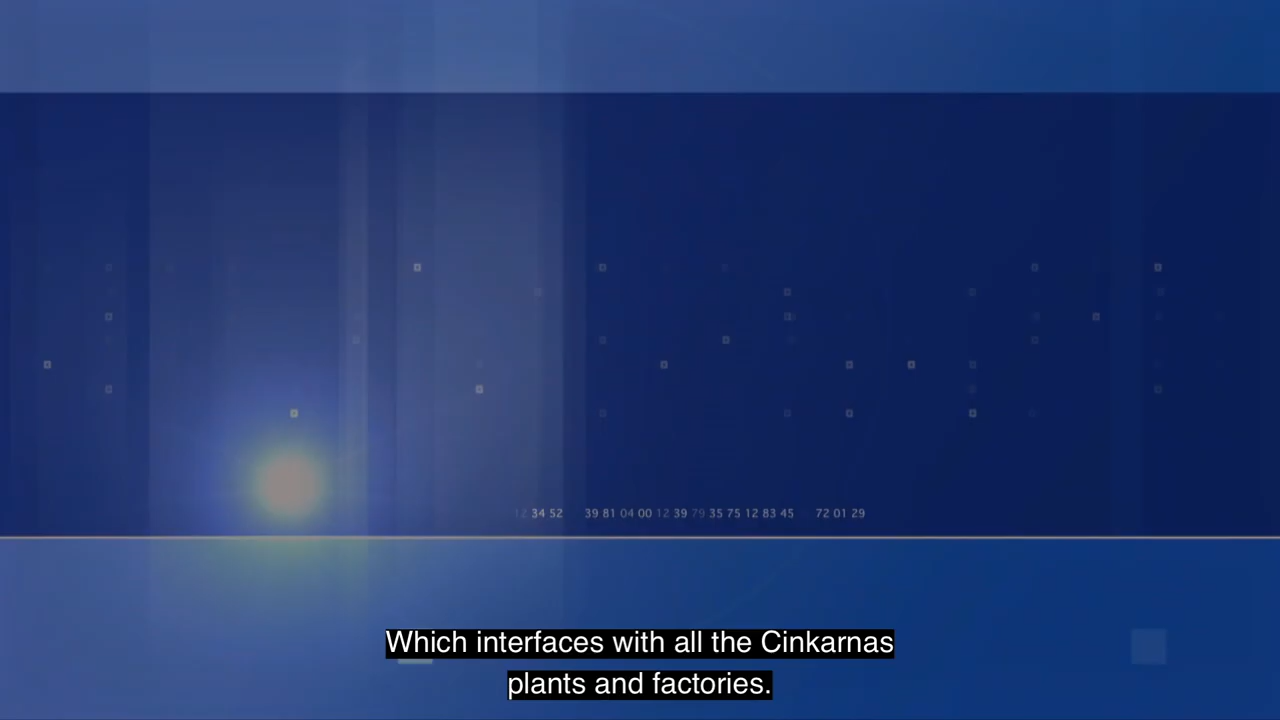 12 34 52 39 81 04 00 12 39 79 35 75 12 83 45 72 01 29
Which interfaces with all the Cinkarnas
plants and factories.